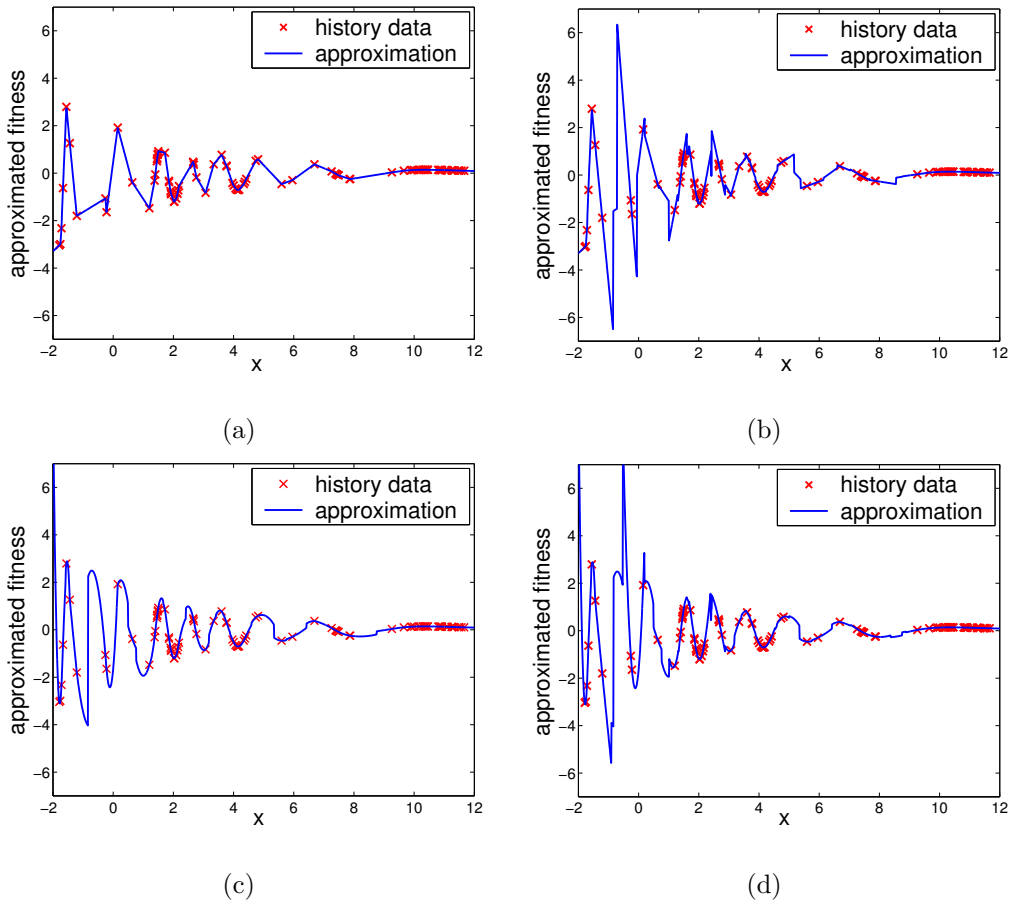 history data
approximation
approximated fitness
6
4
2
0
−2
−4
−6
−2 0 2 4 6 8 10 12
x
(a)
history data
approximation
approximated fitness
6
4
2
0
−2
−4
−6
−2 0 2 4 6 8 10 12
x
(b)
history data
approximation
approximated fitness
6
4
2
0
−2
−4
−6
−2 0 2 4 6 8 10 12
x
(c)
history data
approximation
approximated fitness
6
4
2
0
−2
−4
−6
−2 0 2 4 6 8 10 12
x
(d)